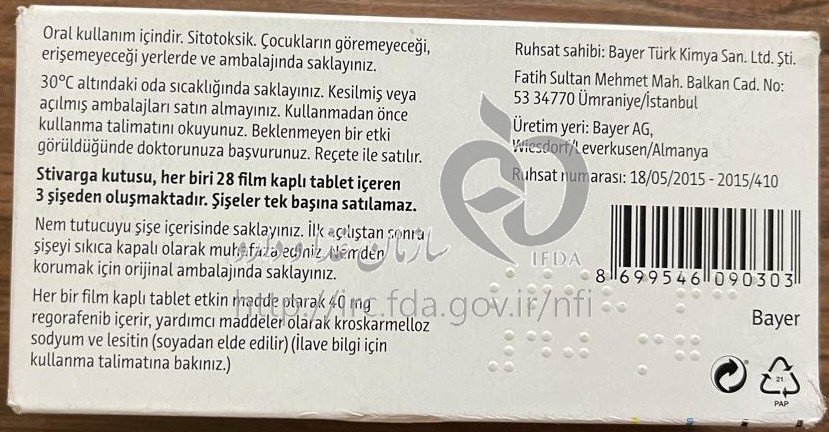 Oral kullanım içindir. Sitotoksik. Çocukların göremeyeceği,
erişemeyeceği yerlerde ve ambalajında saklayınız.
30°C altındaki oda sıcaklığında saklayınız. Kesilmiş veya
açılmış ambalajları satın almayınız. Kullanmadan önce
kullanma talimatını okuyunuz. Beklenmeyen bir etki
görüldüğünde doktorunuza başvurunuz. Reçete ile satılır.
Stivarga kutusu, her biri 28 film kaplı tablet içeren
3 şişeden oluşmaktadır. Şişeler tek başına satılamaz.
Nem tutucuyu şişe içerisinde saklayınız. İlk açılıştan sonra
şişeyi sıkıca kapalı olarak muhafaza ediniz. Nemden
korumak için orijinal ambalajında saklayınız.
Her bir film kaplı tablet etkin madde olarak 40 mg
regorafenib içerir, yardımcı maddeler olarak kroskarmelloz
sodyum ve lesitin (soyadan elde edilir) (İlave bilgi için
kullanma talimatına bakınız.)
Ruhsat sahibi: Bayer Türk Kimya San. Ltd. Şti.
Fatih Sultan Mehmet Mah. Balkan Cad. No:
53 34770 Ümraniye/İstanbul
Üretim yeri: Bayer AG,
Wiesdorf/Leverkusen/Almanya
Ruhsat numarası: 18/05/2015 - 2015/410
8 699546 090303
Bayer
21
PAP
سازمان غذا و دارو
IFDA
http://irc.fda.gov.ir/nfi